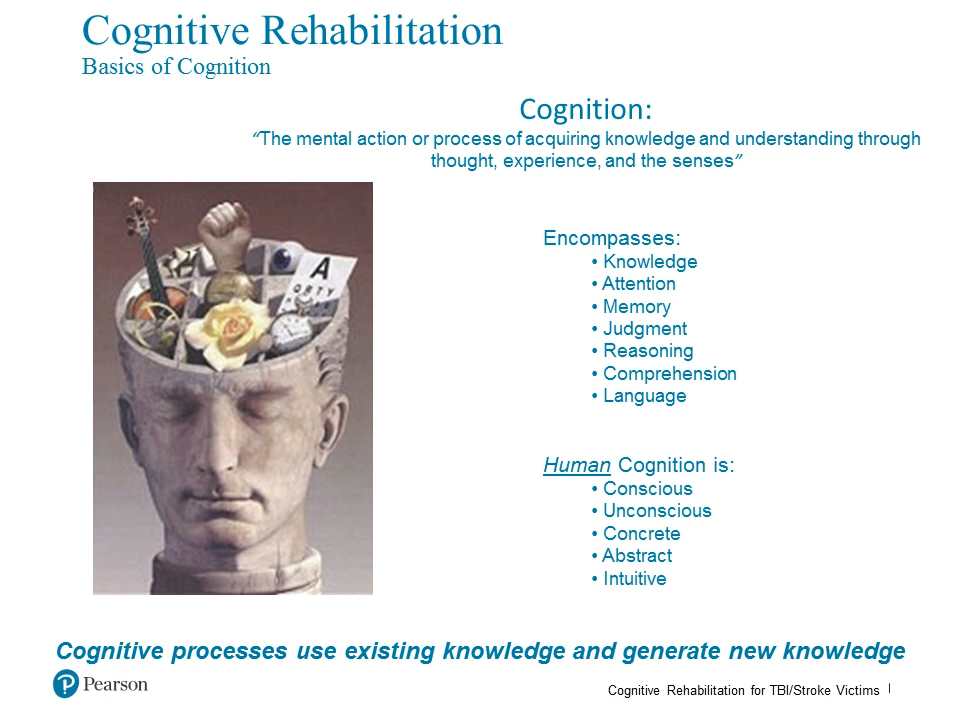 Cognitive Rehabilitation
Basics of Cognition
Cognition:
“The mental action or process of acquiring knowledge and understanding through
thought, experience, and the senses”
A
QRTY
Encompasses:
• Knowledge
• Attention
• Memory
• Judgment
• Reasoning
• Comprehension
• Language
Human Cognition is:
• Conscious
• Unconscious
• Concrete
• Abstract
• Intuitive
Cognitive processes use existing knowledge and generate new knowledge
P Pearson
Cognitive Rehabilitation for TBI/Stroke Victims |